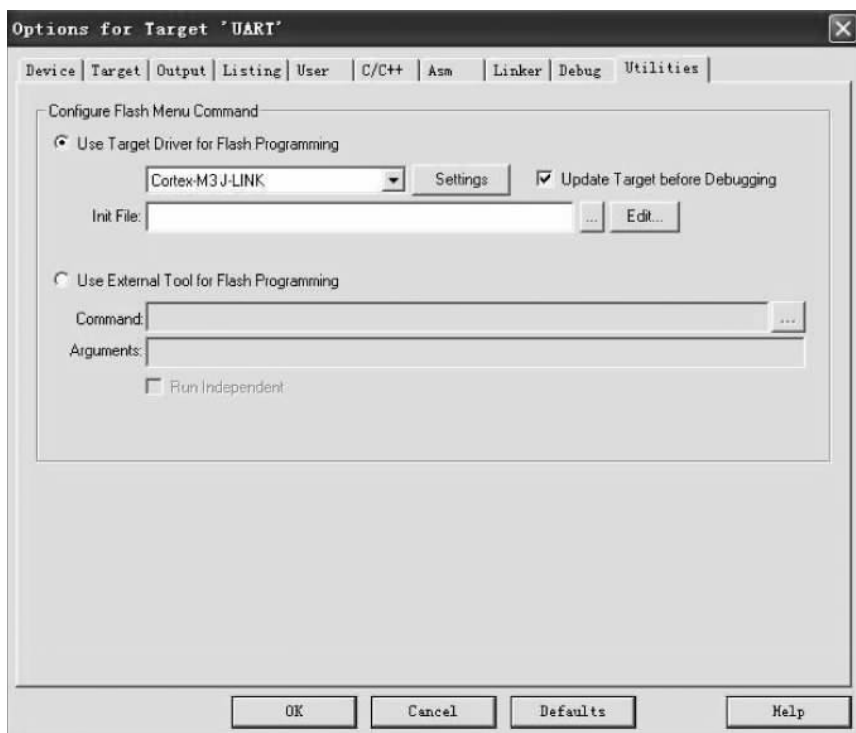 Options for Target 'UART'
Device Target Output Listing User C/C++ Asm Linker Debug Utilities
Configure Flash Menu Command
Use Target Driver for Flash Programming
Cortex-M3 J-LINK Settings Update Target before Debugging
Init File: ... Edit...
Use External Tool for Flash Programming
Command: ...
Arguments:
Run Independent
OK Cancel Defaults Help